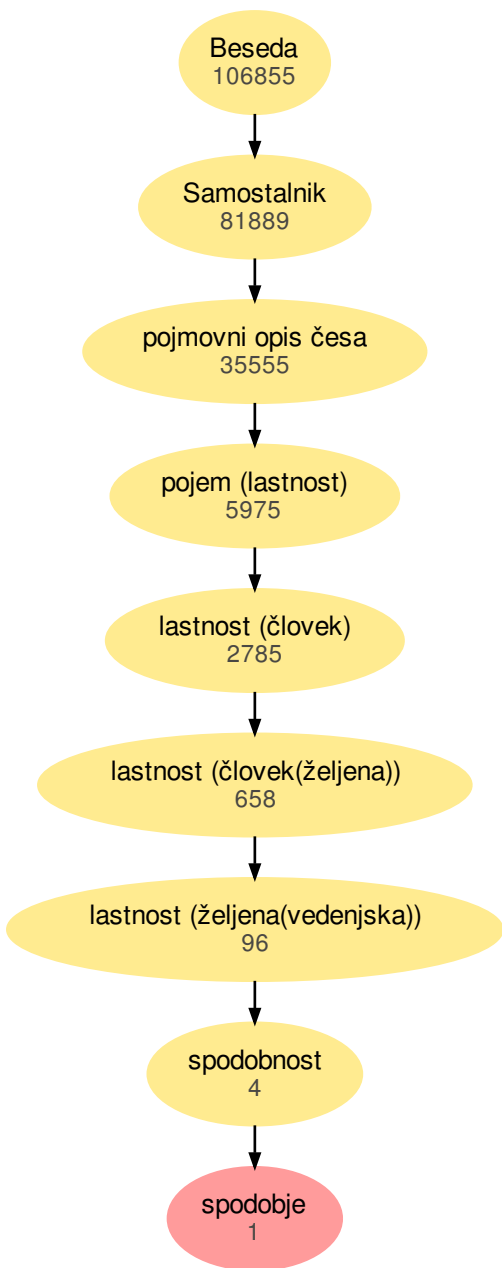 Beseda
106855
Samostalnik
81889
pojmovni opis česa
35555
pojem (lastnost)
5975
lastnost (človek)
2785
lastnost (človek(željena))
658
lastnost (željena(vedenjska))
96
spodobnost
4
spodobje
1